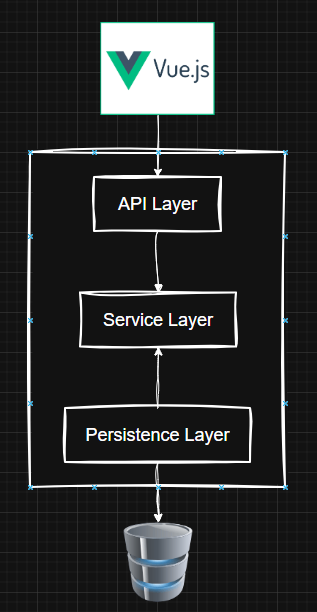 Vue.js
API Layer
Service Layer
Persistence Layer